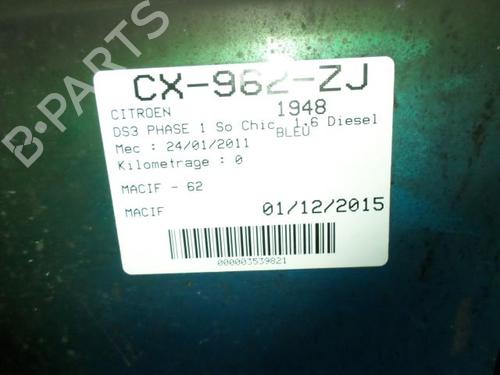 B-PARTS
CX-962-ZJ
CITROEN 1948
DS3 PHASE 1 So Chic 1.6 Diesel
BLEU
Mec : 24/01/2011
Kilometrage : 0
MACIF - 62
MACIF 01/12/2015
000003539821